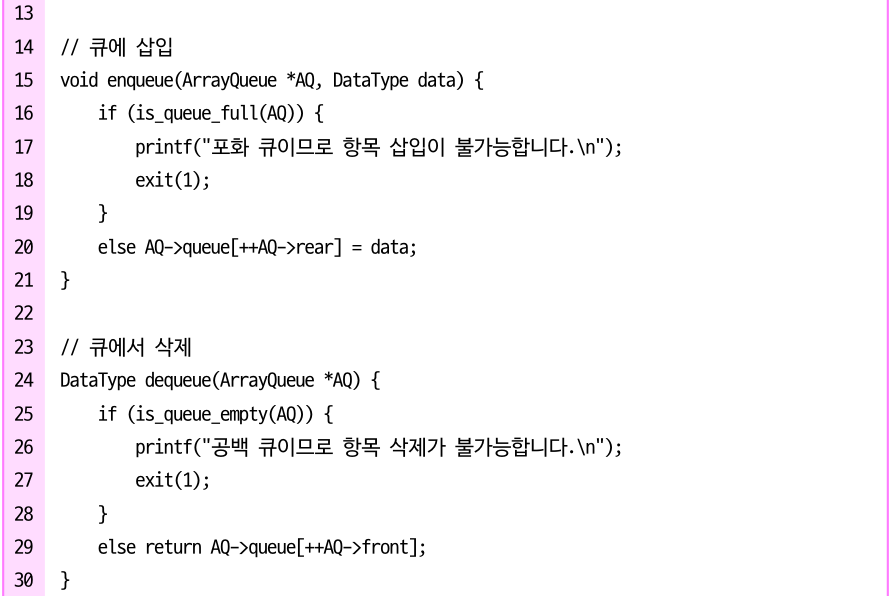 13
14 // 큐에 삽입
15 void enqueue(ArrayQueue *AQ, DataType data) {
16 if (is_queue_full(AQ)) {
17 printf("포화 큐이므로 항목 삽입이 불가능합니다.\n");
18 exit(1);
19 }
20 else AQ->queue[++AQ->rear] = data;
21 }
22
23 // 큐에서 삭제
24 DataType dequeue(ArrayQueue *AQ) {
25 if (is_queue_empty(AQ)) {
26 printf("공백 큐이므로 항목 삭제가 불가능합니다.\n");
27 exit(1);
28 }
29 else return AQ->queue[++AQ->front];
30 }